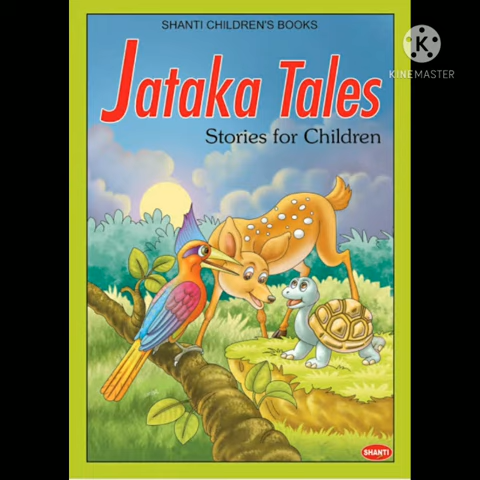 SHANTI CHILDREN'S BOOKS
Jataka Tales
Stories for Children
K
KINEMASTER
SHANTI